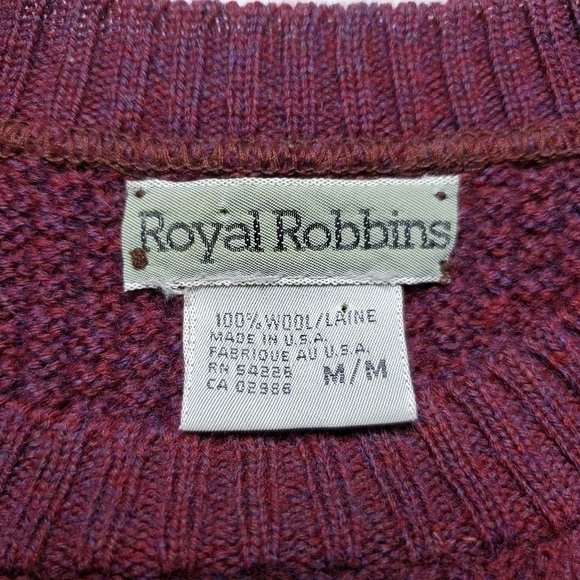 Royal Robbins
100% WOOL/LAINE
MADE IN U.S.A.
FABRIQUE AU U.S.A.
RN 54228 M/M
CA 02986